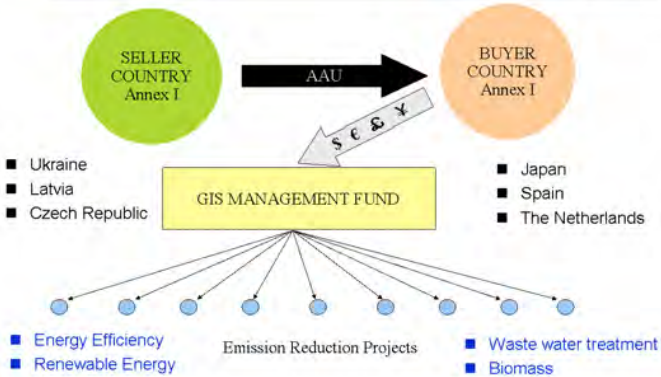 SELLER
COUNTRY
Annex I
AAU
BUYER
COUNTRY
Annex I
$ € £ ¥
■ Ukraine
■ Latvia
■ Czech Republic
GIS MANAGEMENT FUND
■ Japan
■ Spain
■ The Netherlands
■ Energy Efficiency
■ Renewable Energy
Emission Reduction Projects
■ Waste water treatment
■ Biomass